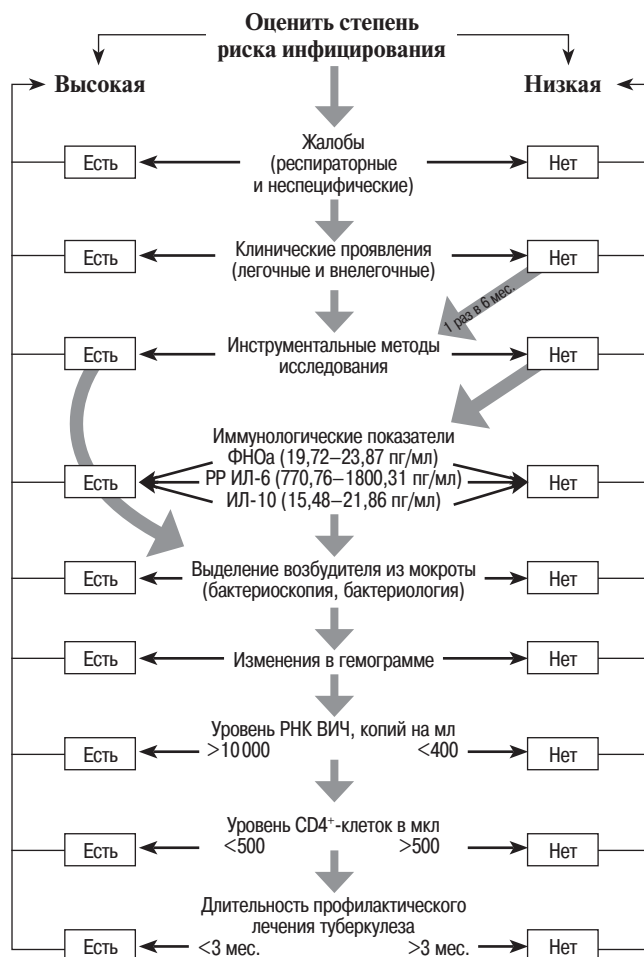 Оценить степень
риска инфицирования
Высокая
Низкая
Жалобы
(респираторные
и неспецифические)
Есть
Нет
Клинические проявления
(легочные и внелегочные)
Есть
Нет
1 раз в 6 мес.
Инструментальные методы
исследования
Есть
Нет
Иммунологические показатели
ФНОа (19,72–23,87 пг/мл)
РР ИЛ-6 (770,76–1800,31 пг/мл)
ИЛ-10 (15,48–21,86 пг/мл)
Есть
Нет
Выделение возбудителя из мокроты
(бактериоскопия, бактериология)
Есть
Нет
Изменения в гемограмме
Есть
Нет
Уровень РНК ВИЧ, копий на мл
>10 000 <400
Есть
Нет
Уровень CD4⁺-клеток в мкл
<500 >500
Есть
Нет
Длительность профилактического
лечения туберкулеза
<3 мес. >3 мес.
Есть
Нет